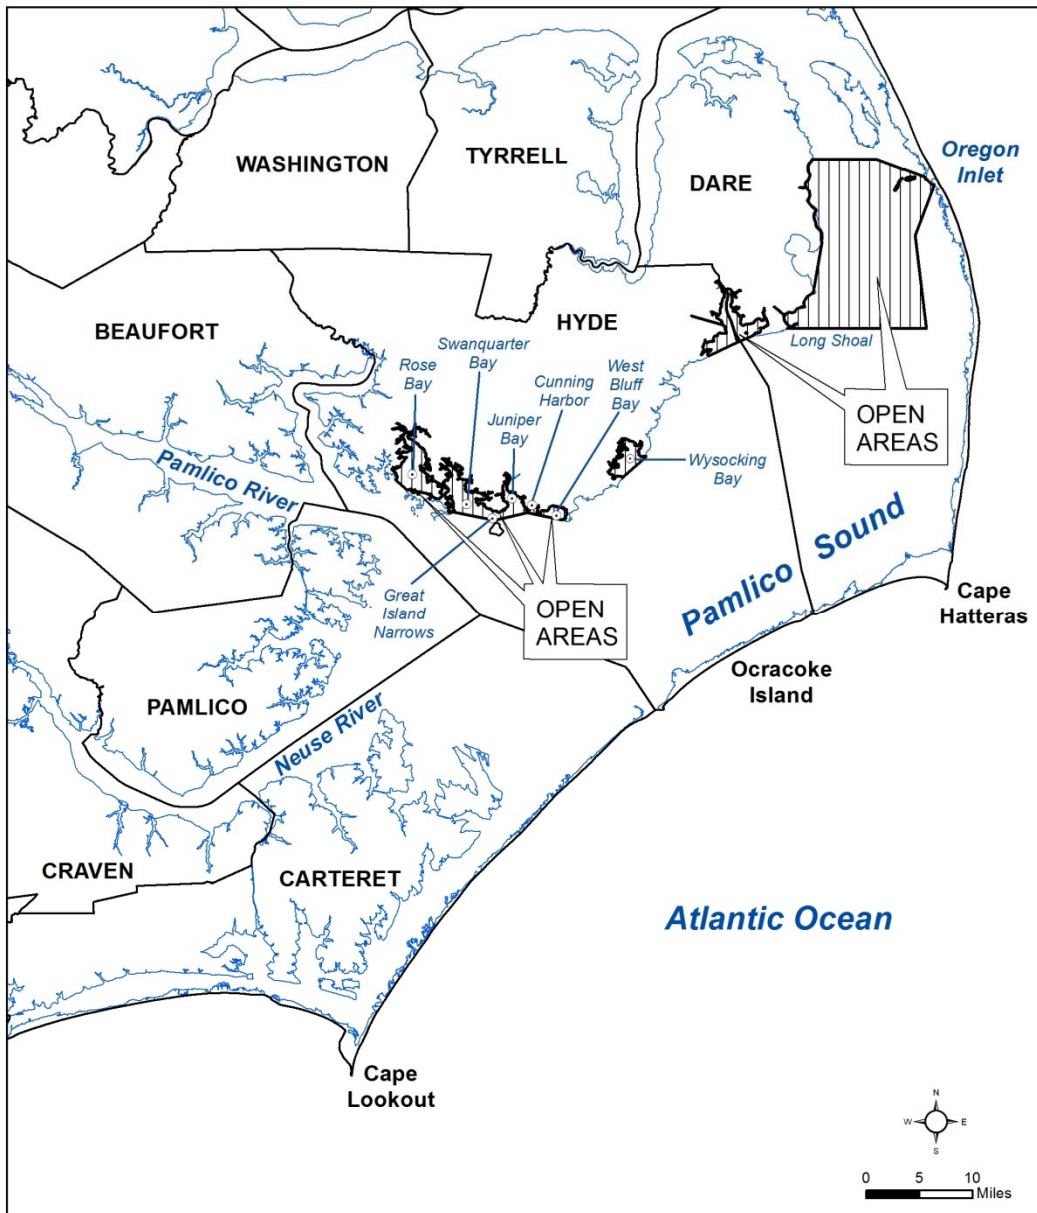 WASHINGTON
TYRRELL
DARE
Oregon
Inlet
BEAUFORT
HYDE
Long Shoal
Rose
Bay
Swanquarter
Bay
Juniper
Bay
Cunning
Harbor
West
Bluff
Bay
OPEN
AREAS
Wysocking
Bay
Pamlico River
Pamlico Sound
Great
Island
Narrows
OPEN
AREAS
Cape
Hatteras
Ocracoke
Island
PAMLICO
Neuse River
CRAVEN
CARTERET
Atlantic Ocean
Cape
Lookout
N
W E
S
0 5 10
Miles